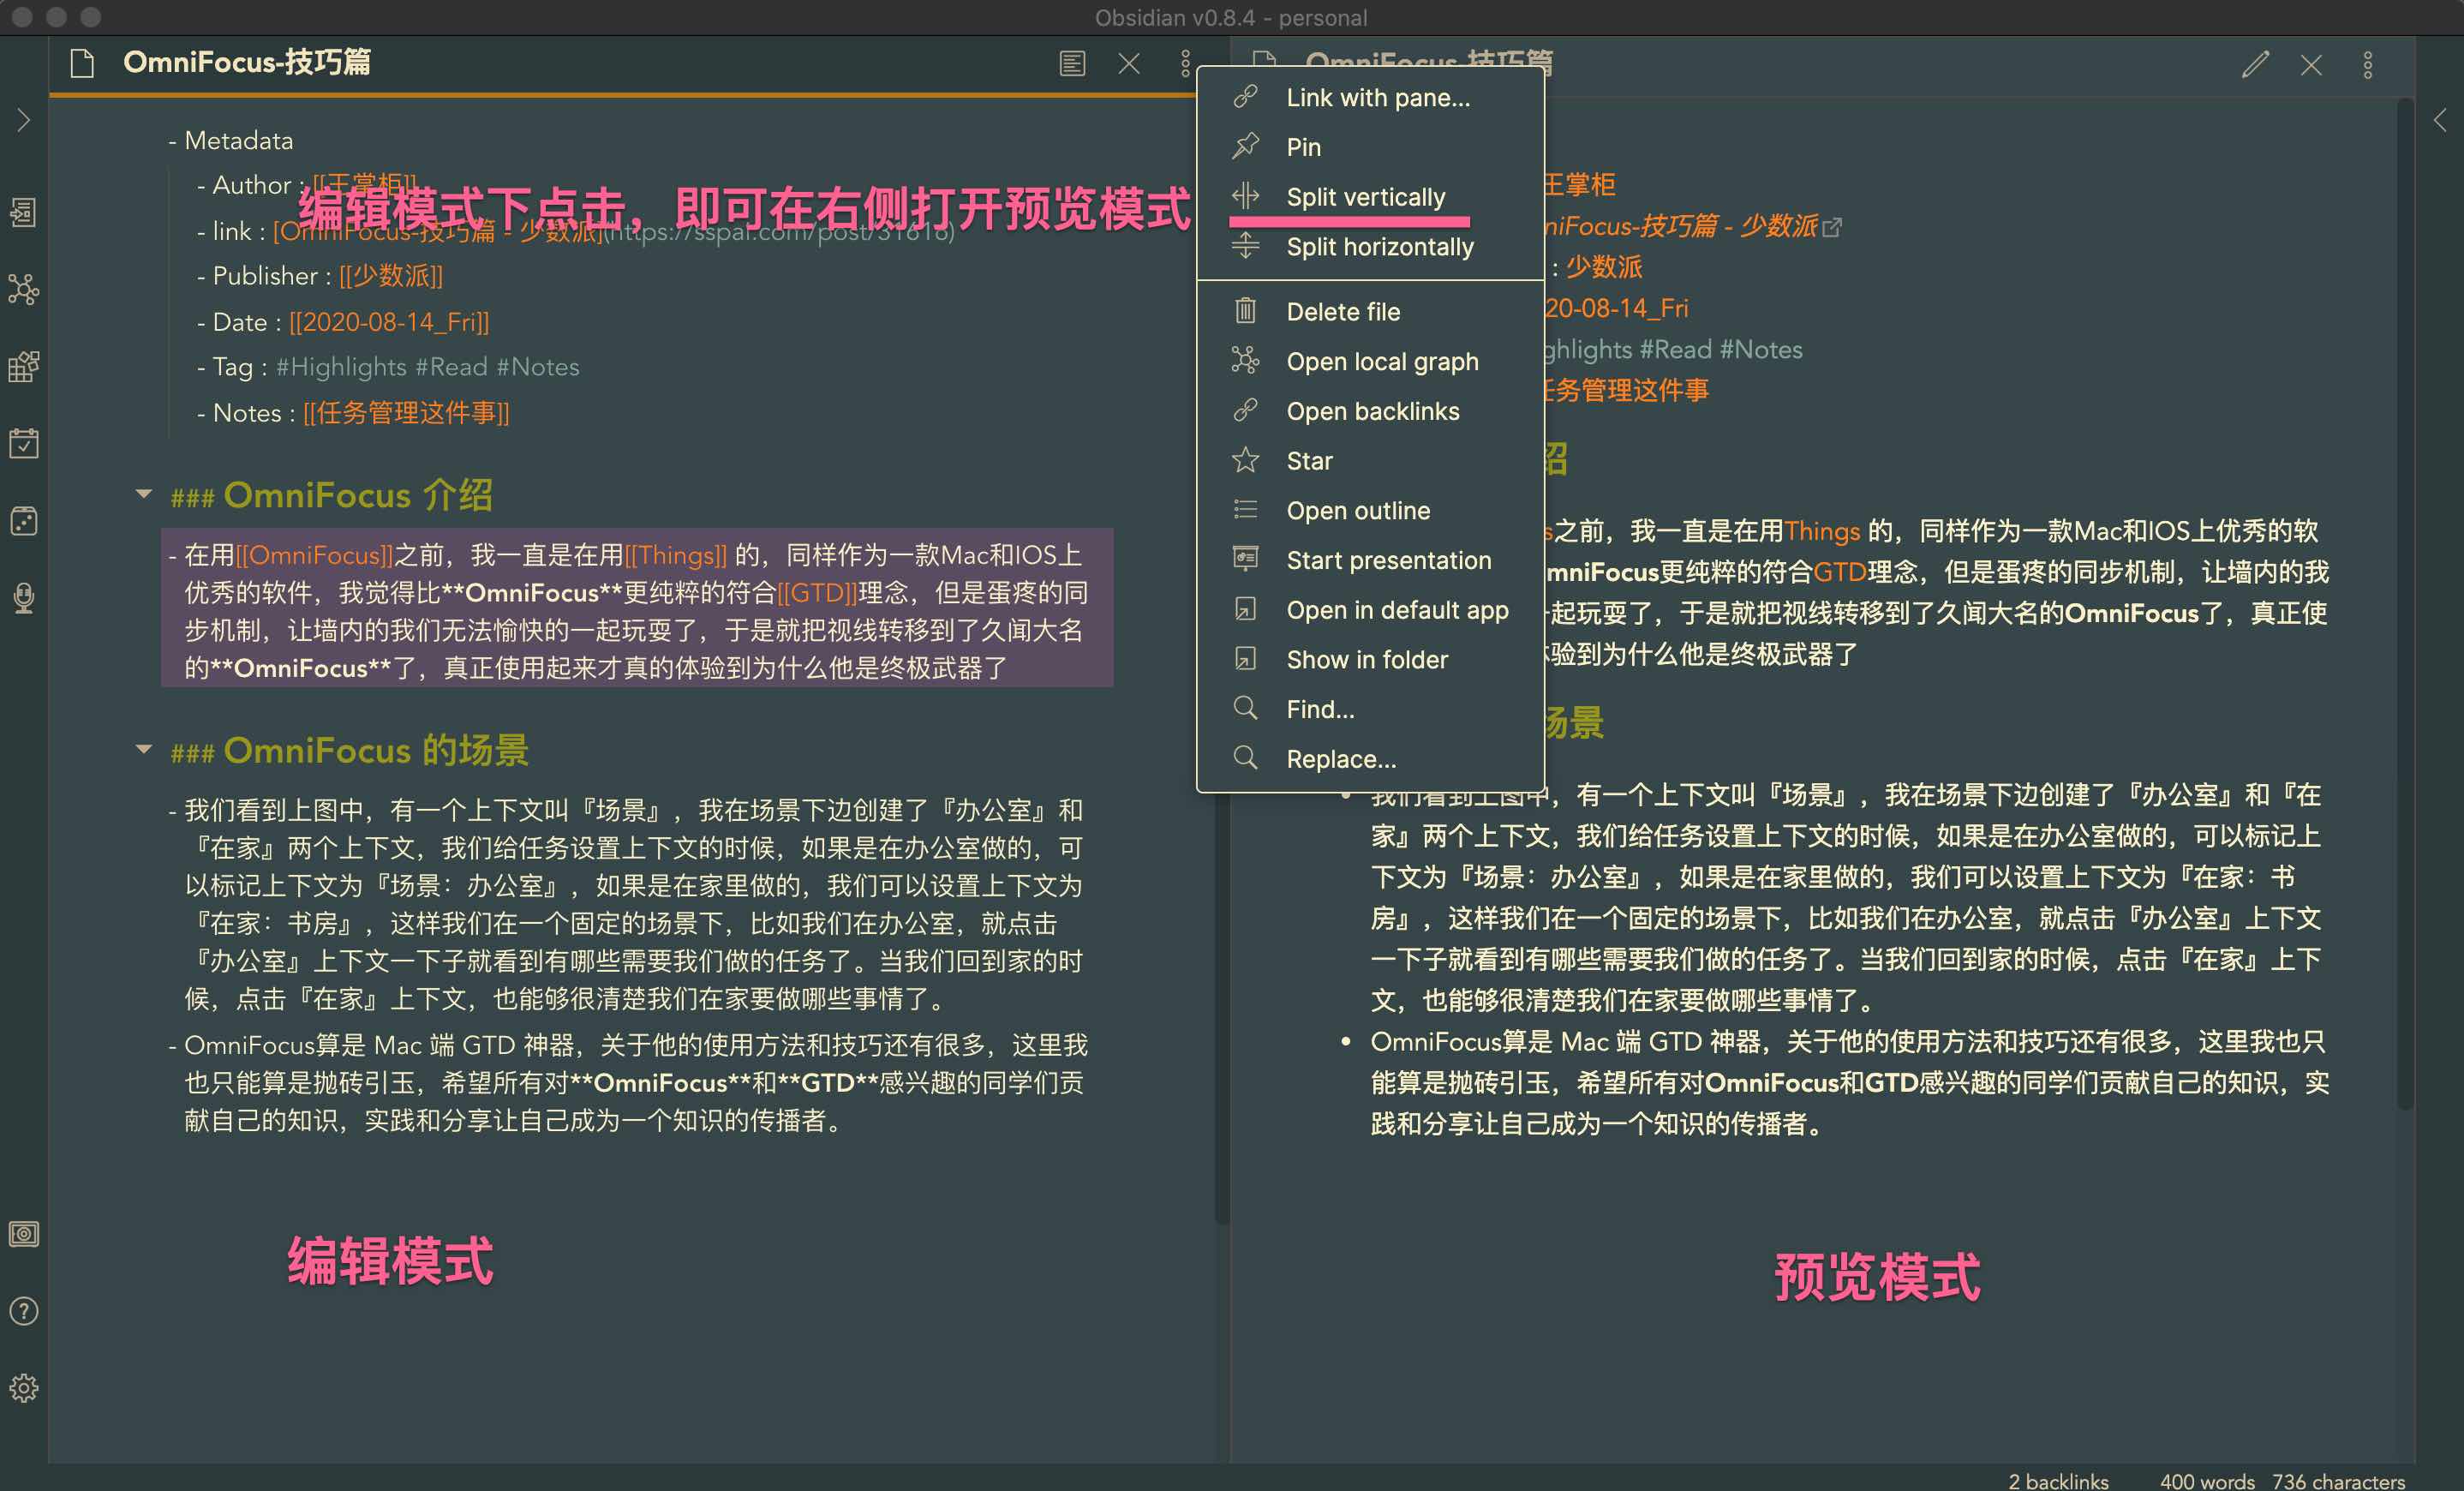 Obsidian v0.8.4 - personal
OmniFocus-技巧篇
- Metadata
- Author : [[王掌柜]]
编辑模式下点击，即可在右侧打开预览模式
- link : [OmniFocus-技巧篇 - 少数派](https://sspai.com/post/31618)
- Publisher : [[少数派]]
- Date : [[2020-08-14_Fri]]
- Tag : #Highlights #Read #Notes
- Notes : [[任务管理这件事]]
### OmniFocus 介绍
- 在用[[OmniFocus]]之前，我一直是在用[[Things]] 的，同样作为一款Mac和IOS上
优秀的软件，我觉得比**OmniFocus**更纯粹的符合[[GTD]]理念，但是蛋疼的同
步机制，让墙内的我们无法愉快的一起玩耍了，于是就把视线转移到了久闻大名
的**OmniFocus**了，真正使用起来才真的体验到为什么他是终极武器了
### OmniFocus 的场景
- 我们看到上图中，有一个上下文叫『场景』，我在场景下边创建了『办公室』和
『在家』两个上下文，我们给任务设置上下文的时候，如果是在办公室做的，可
以标记上下文为『场景：办公室』，如果是在家里做的，我们可以设置上下文为
『在家：书房』，这样我们在一个固定的场景下，比如我们在办公室，就点击
『办公室』上下文一下子就看到有哪些需要我们做的任务了。当我们回到家的时
候，点击『在家』上下文，也能够很清楚我们在家要做哪些事情了。
- OmniFocus算是 Mac 端 GTD 神器，关于他的使用方法和技巧还有很多，这里我
也只能算是抛砖引玉，希望所有对**OmniFocus**和**GTD**感兴趣的同学们贡
献自己的知识，实践和分享让自己成为一个知识的传播者。
编辑模式
Link with pane...
Pin
Split vertically
Split horizontally
Delete file
Open local graph
Open backlinks
Star
Open outline
Start presentation
Open in default app
Show in folder
Find...
Replace...
OmniFocus-技巧篇
王掌柜
niFocus-技巧篇 - 少数派
: 少数派
20-08-14_Fri
ghlights #Read #Notes
任务管理这件事
绍
s之前，我一直是在用Things 的，同样作为一款Mac和IOS上优秀的软
mniFocus更纯粹的符合GTD理念，但是蛋疼的同步机制，让墙内的我
一起玩耍了，于是就把视线转移到了久闻大名的OmniFocus了，真正使
体验到为什么他是终极武器了
场景
我们看到上图中，有一个上下文叫『场景』，我在场景下边创建了『办公室』和『在
家』两个上下文，我们给任务设置上下文的时候，如果是在办公室做的，可以标记上
下文为『场景：办公室』，如果是在家里做的，我们可以设置上下文为『在家：书
房』，这样我们在一个固定的场景下，比如我们在办公室，就点击『办公室』上下文
一下子就看到有哪些需要我们做的任务了。当我们回到家的时候，点击『在家』上下
文，也能够很清楚我们在家要做哪些事情了。
OmniFocus算是 Mac 端 GTD 神器，关于他的使用方法和技巧还有很多，这里我也只
能算是抛砖引玉，希望所有对OmniFocus和GTD感兴趣的同学们贡献自己的知识，实
践和分享让自己成为一个知识的传播者。
预览模式
2 backlinks 400 words 736 characters